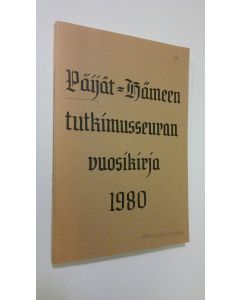 Päijät=Hämeen
tutkimusseuran
vuosikirja
1980